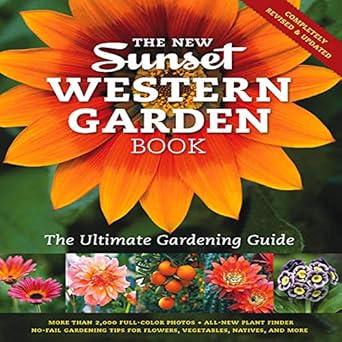 COMPLETELY
REVISED & UPDATED
THE NEW
Sunset
WESTERN
GARDEN
BOOK
The Ultimate Gardening Guide
MORE THAN 2,000 FULL-COLOR PHOTOS • ALL-NEW PLANT FINDER
NO-FAIL GARDENING TIPS FOR FLOWERS, VEGETABLES, NATIVES, AND MORE